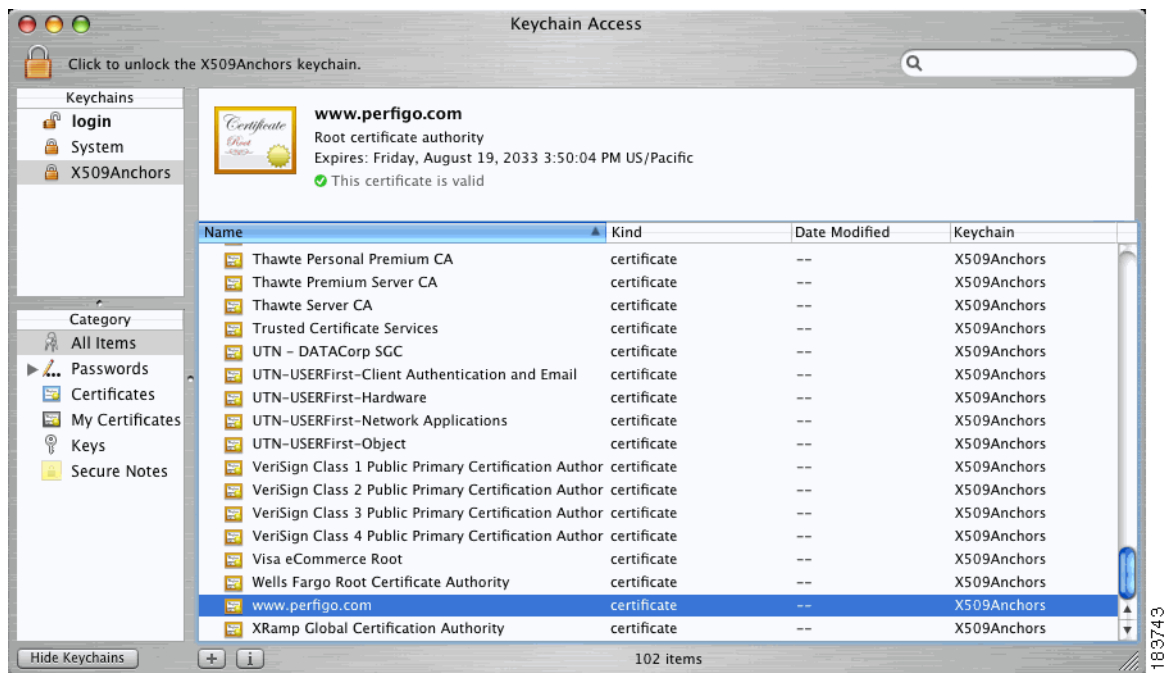 Keychain Access
Click to unlock the X509Anchors keychain.
Keychains
login
System
X509Anchors
Certificate
Root
www.perfigo.com
Root certificate authority
Expires: Friday, August 19, 2033 3:50:04 PM US/Pacific
This certificate is valid
Name Kind Date Modified Keychain
Thawte Personal Premium CA certificate -- X509Anchors
Thawte Premium Server CA certificate -- X509Anchors
Thawte Server CA certificate -- X509Anchors
Trusted Certificate Services certificate -- X509Anchors
UTN - DATACorp SGC certificate -- X509Anchors
UTN-USERFirst-Client Authentication and Email certificate -- X509Anchors
UTN-USERFirst-Hardware certificate -- X509Anchors
UTN-USERFirst-Network Applications certificate -- X509Anchors
UTN-USERFirst-Object certificate -- X509Anchors
VeriSign Class 1 Public Primary Certification Author certificate -- X509Anchors
VeriSign Class 2 Public Primary Certification Author certificate -- X509Anchors
VeriSign Class 3 Public Primary Certification Author certificate -- X509Anchors
VeriSign Class 4 Public Primary Certification Author certificate -- X509Anchors
Visa eCommerce Root certificate -- X509Anchors
Wells Fargo Root Certificate Authority certificate -- X509Anchors
www.perfigo.com certificate -- X509Anchors
XRamp Global Certification Authority certificate -- X509Anchors
Category
All Items
Passwords
Certificates
My Certificates
Keys
Secure Notes
Hide Keychains
+ i
102 items
183743